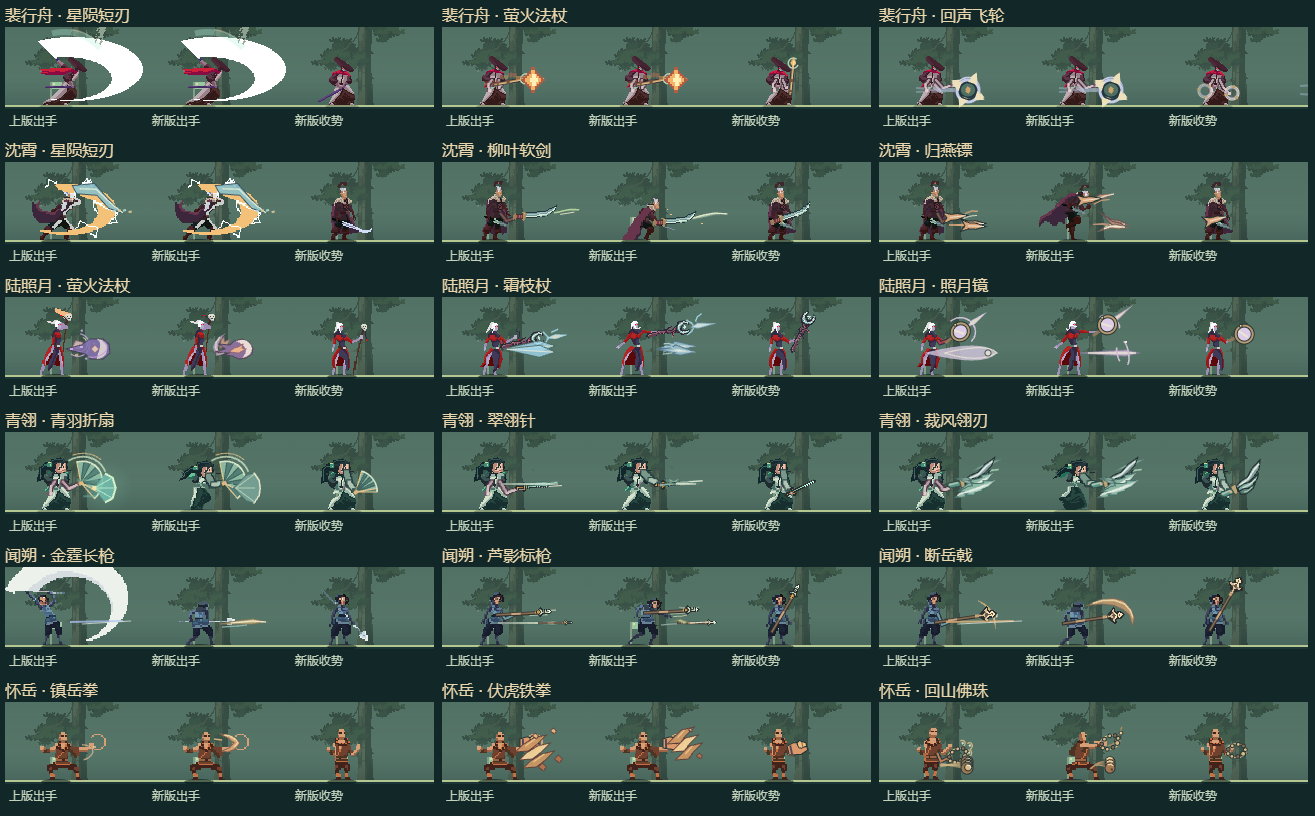 裴行舟 · 星陨短刃
裴行舟 · 萤火法杖
裴行舟 · 回声飞轮
上版出手 新版出手 新版收势
上版出手 新版出手 新版收势
上版出手 新版出手 新版收势
沈霄 · 星陨短刃
沈霄 · 柳叶软剑
沈霄 · 归燕镖
上版出手 新版出手 新版收势
上版出手 新版出手 新版收势
上版出手 新版出手 新版收势
陆照月 · 萤火法杖
陆照月 · 霜枝杖
陆照月 · 照月镜
上版出手 新版出手 新版收势
上版出手 新版出手 新版收势
上版出手 新版出手 新版收势
青翎 · 青羽折扇
青翎 · 翠翎针
青翎 · 裁风翎刃
上版出手 新版出手 新版收势
上版出手 新版出手 新版收势
上版出手 新版出手 新版收势
闻朔 · 金霆长枪
闻朔 · 芦影标枪
闻朔 · 断岳戟
上版出手 新版出手 新版收势
上版出手 新版出手 新版收势
上版出手 新版出手 新版收势
怀岳 · 镇岳拳
怀岳 · 伏虎铁拳
怀岳 · 回山佛珠
上版出手 新版出手 新版收势
上版出手 新版出手 新版收势
上版出手 新版出手 新版收势